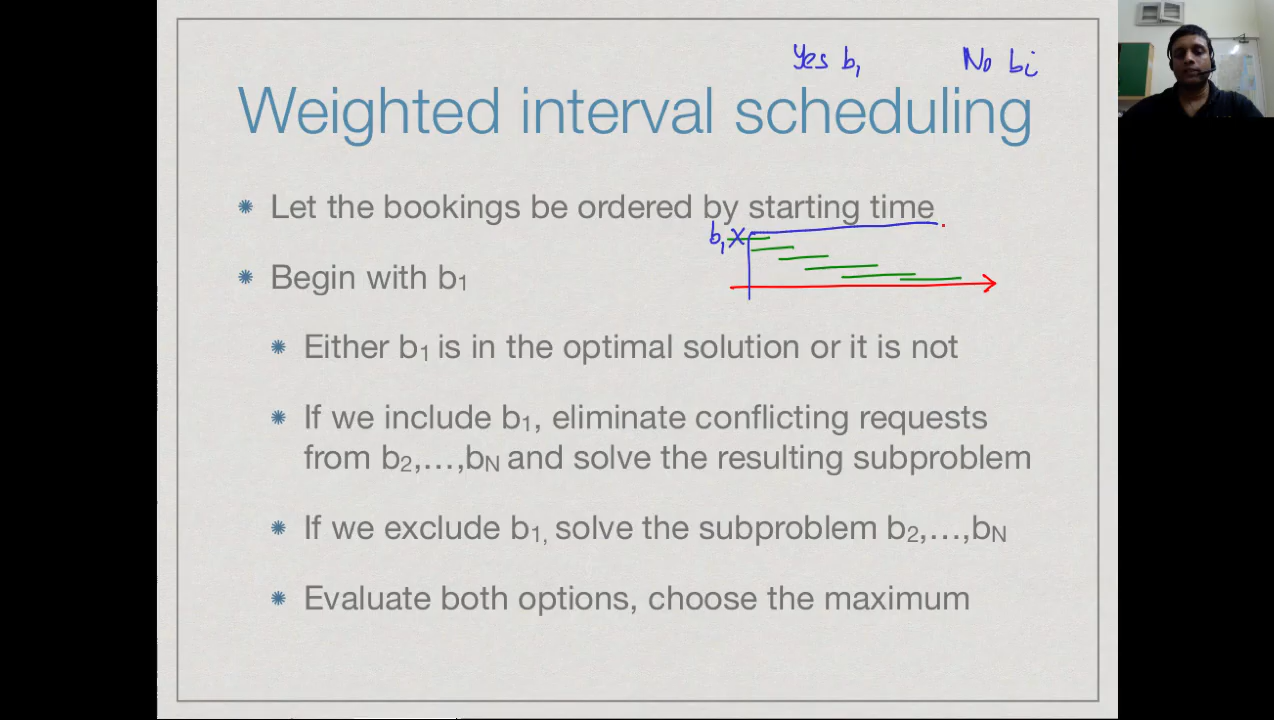 Yes b₁ No bi
Weighted interval scheduling
Let the bookings be ordered by starting time
b₁
Begin with b₁
Either b₁ is in the optimal solution or it is not
If we include b₁, eliminate conflicting requests
from b₂,…,bN and solve the resulting subproblem
If we exclude b₁, solve the subproblem b₂,…,bN
Evaluate both options, choose the maximum